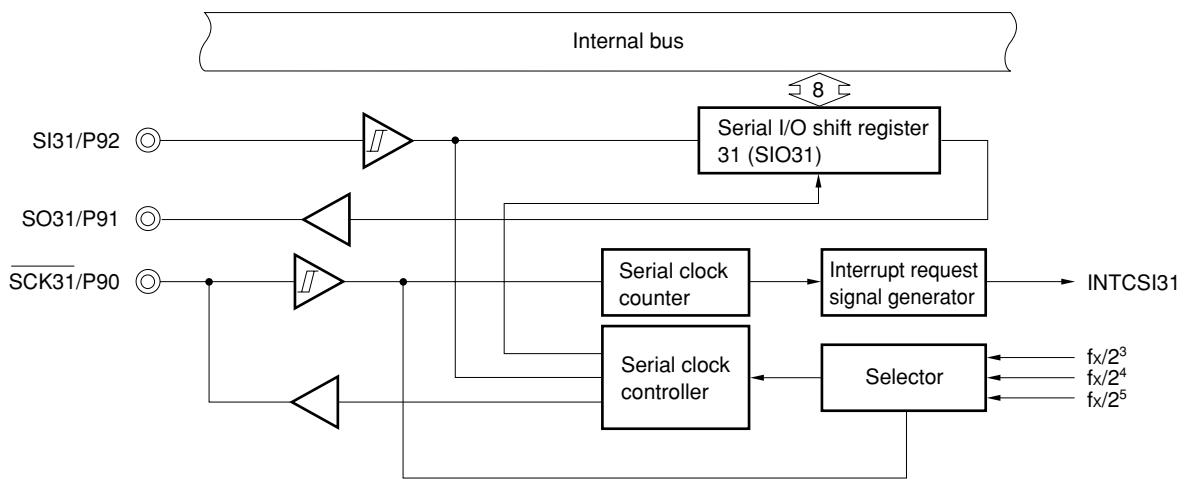 Internal bus
8
SI31/P92
Serial I/O shift register
31 (SIO31)
SO31/P91
SCK31/P90
Serial clock
counter
Interrupt request
signal generator
INTCSI31
Serial clock
controller
Selector
fx/2³
fx/2⁴
fx/2⁵